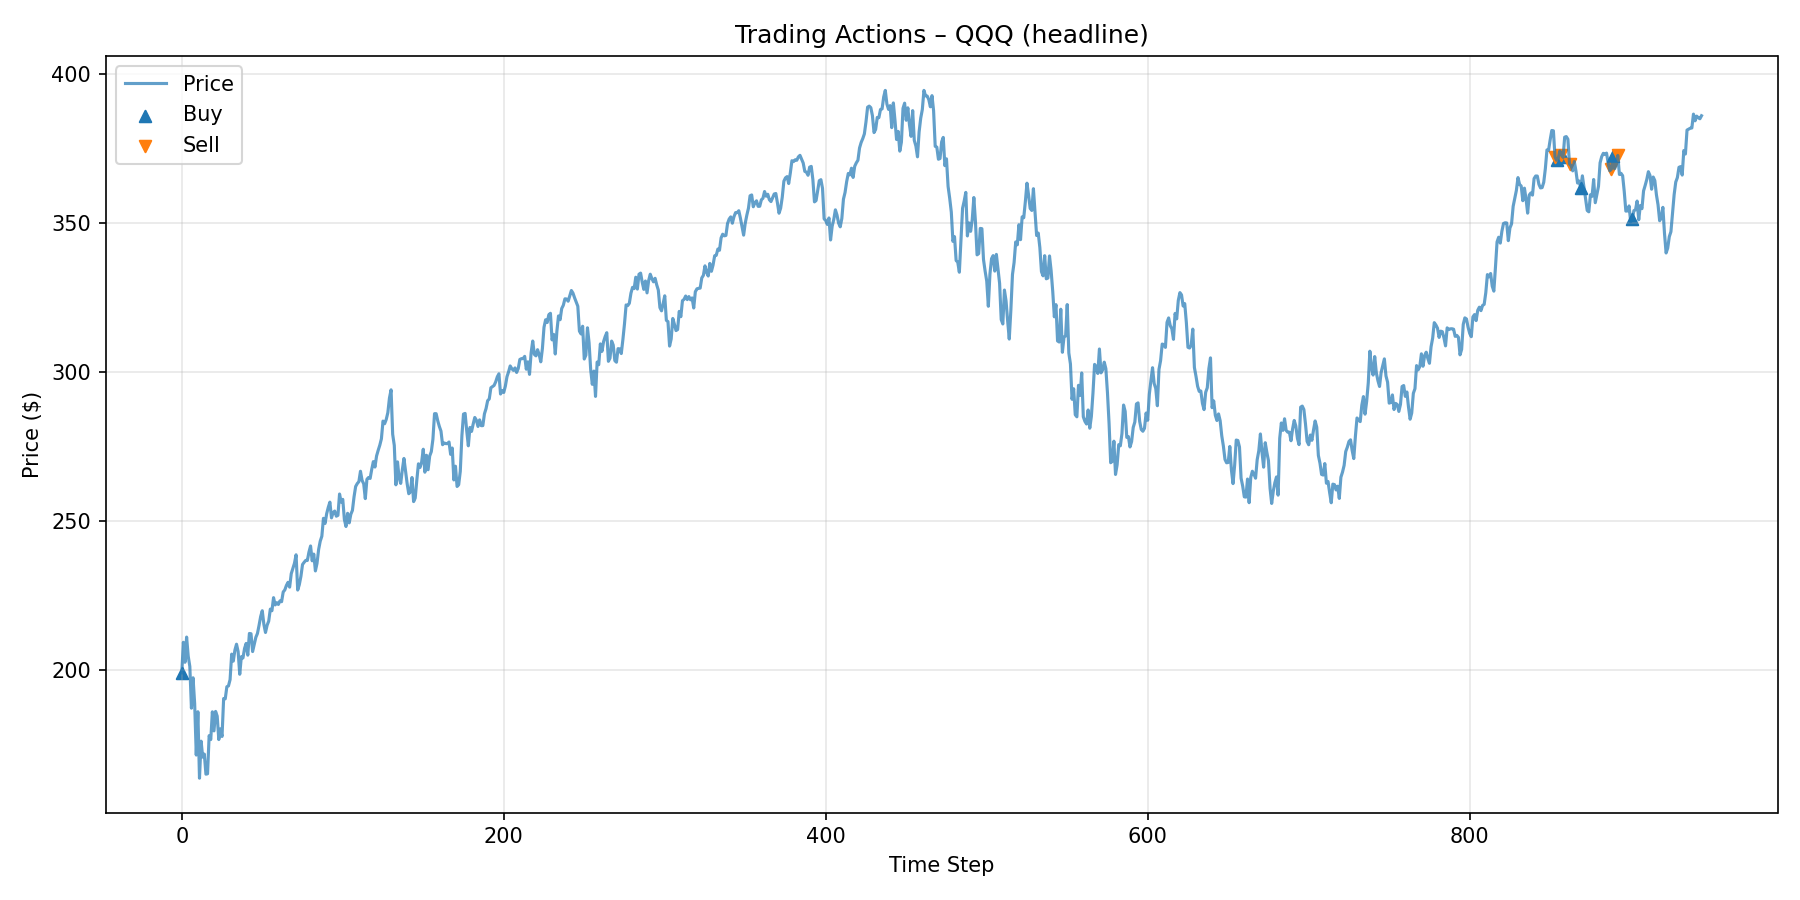 Trading Actions – QQQ (headline)
Price
Buy
Sell
400
350
300
250
200
Price ($)
0
200
400
600
800
Time Step